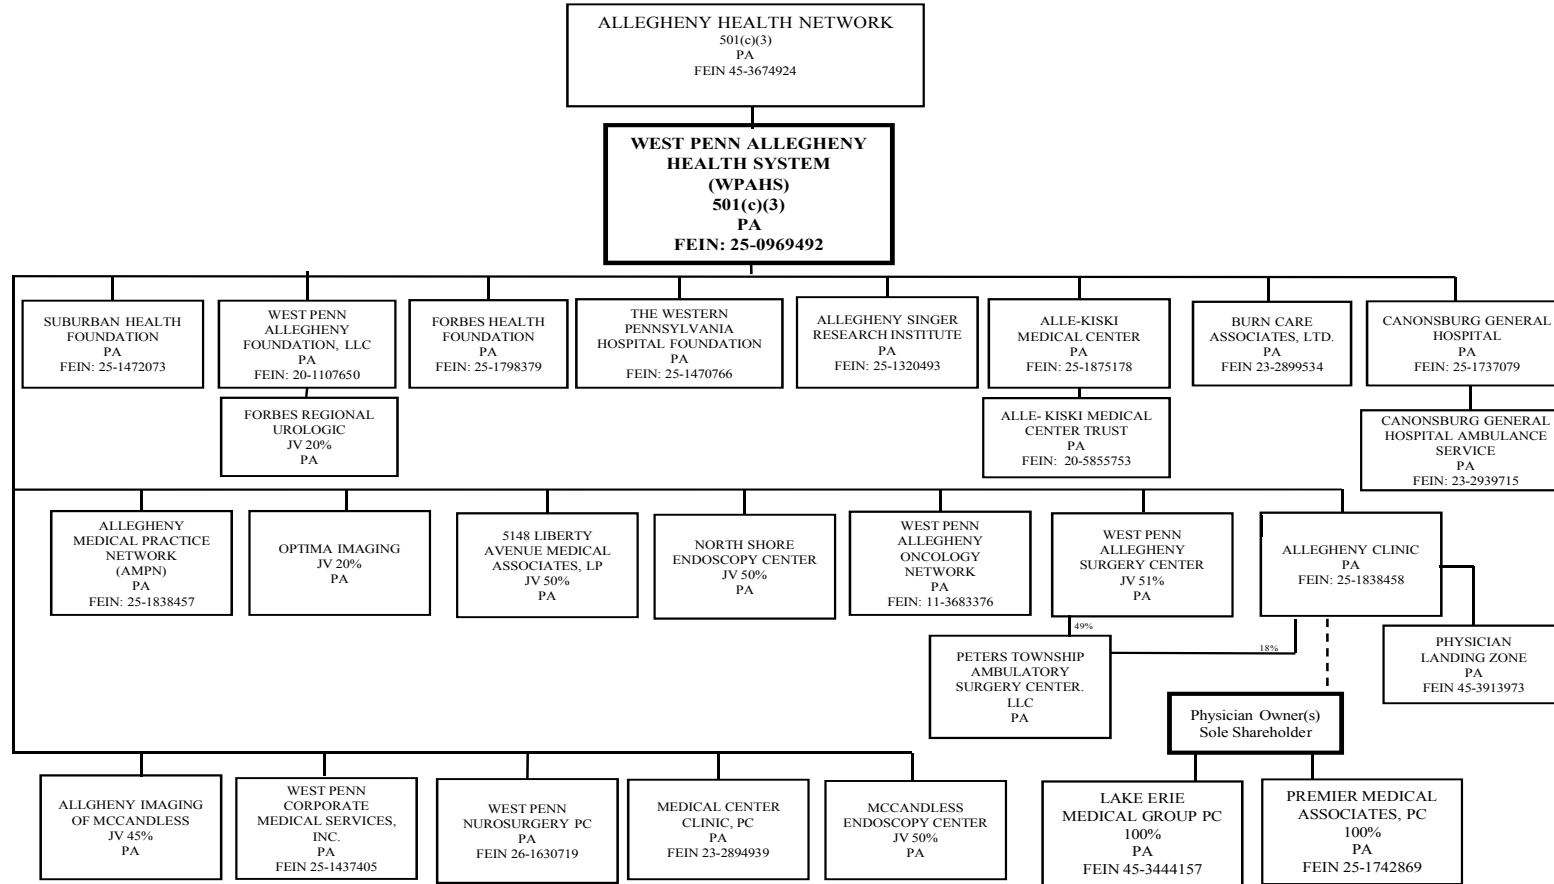 ALLEGHENY HEALTH NETWORK
501(c)(3)
PA
FEIN 45-3674924
WEST PENN ALLEGHENY
HEALTH SYSTEM
(WPAHS)
501(c)(3)
PA
FEIN: 25-0969492
SUBURBAN HEALTH
FOUNDATION
PA
FEIN: 25-1472073
WEST PENN
ALLEGHENY
FOUNDATION, LLC
PA
FEIN: 20-1107650
FORBES HEALTH
FOUNDATION
PA
FEIN: 25-1798379
THE WESTERN
PENNSYLVANIA
HOSPITAL FOUNDATION
PA
FEIN: 25-1470766
ALLEGHENY SINGER
RESEARCH INSTITUTE
PA
FEIN: 25-1320493
ALLE-KISKI
MEDICAL CENTER
PA
FEIN: 25-1875178
BURN CARE
ASSOCIATES, LTD.
PA
FEIN 23-2899534
CANONSBURG GENERAL
HOSPITAL
PA
FEIN: 25-1737079
FORBES REGIONAL
UROLOGIC
JV 20%
PA
ALLE- KISKI MEDICAL
CENTER TRUST
PA
FEIN: 20-5855753
CANONSBURG GENERAL
HOSPITAL AMBULANCE
SERVICE
PA
FEIN: 23-2939715
ALLEGHENY
MEDICAL PRACTICE
NETWORK
(AMPN)
PA
FEIN: 25-1838457
OPTIMA IMAGING
JV 20%
PA
5148 LIBERTY
AVENUE MEDICAL
ASSOCIATES, LP
JV 50%
PA
NORTH SHORE
ENDOSCOPY CENTER
JV 50%
PA
WEST PENN
ALLEGHENY
ONCOLOGY
NETWORK
PA
FEIN: 11-3683376
WEST PENN
ALLEGHENY
SURGERY CENTER
JV 51%
PA
ALLEGHENY CLINIC
PA
FEIN: 25-1838458
49%
18%
PETERS TOWNSHIP
AMBULATORY
SURGERY CENTER.
LLC
PA
PHYSICIAN
LANDING ZONE
PA
FEIN 45-3913973
Physician Owner(s)
Sole Shareholder
ALLGHENY IMAGING
OF MCCANDLESS
JV 45%
PA
WEST PENN
CORPORATE
MEDICAL SERVICES,
INC.
PA
FEIN 25-1437405
WEST PENN
NUROSURGERY PC
PA
FEIN 26-1630719
MEDICAL CENTER
CLINIC, PC
PA
FEIN 23-2894939
MCCANDLESS
ENDOSCOPY CENTER
JV 50%
PA
LAKE ERIE
MEDICAL GROUP PC
100%
PA
FEIN 45-3444157
PREMIER MEDICAL
ASSOCIATES, PC
100%
PA
FEIN 25-1742869